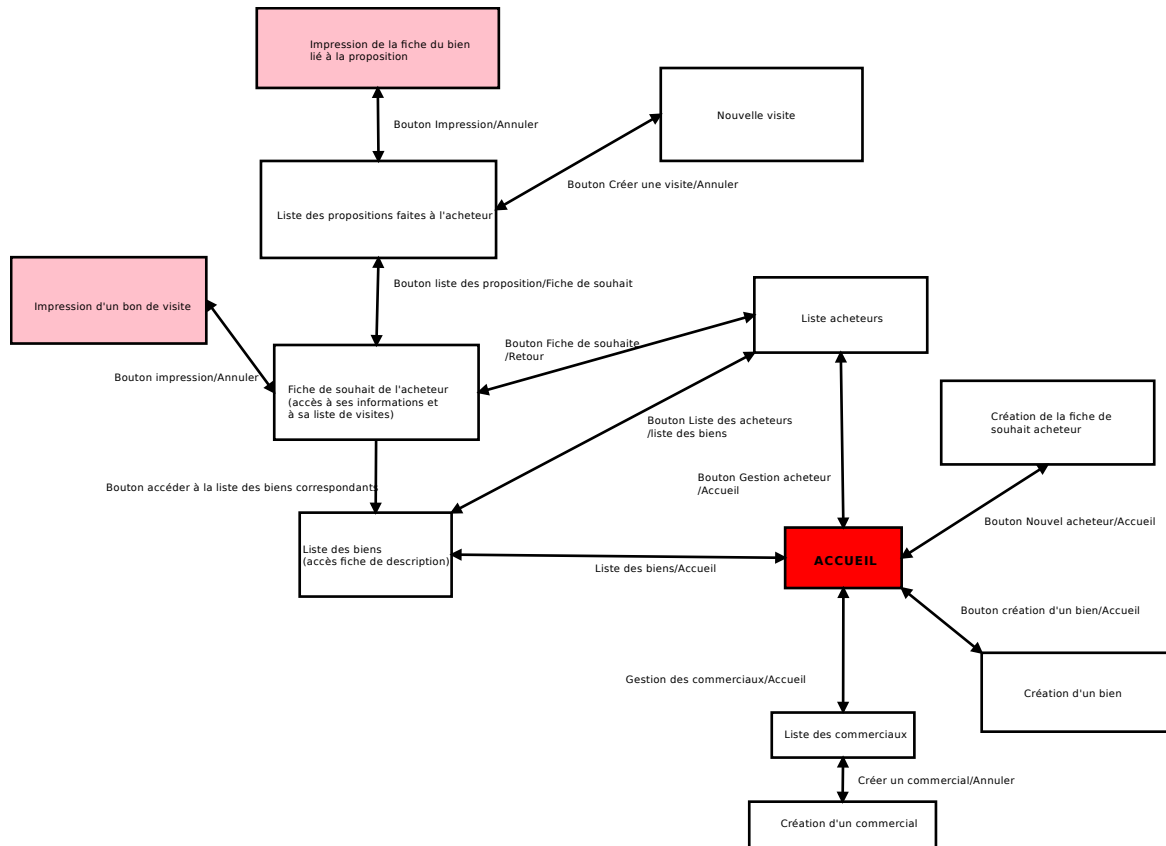 Impression de la fiche du bien
lié à la proposition
Bouton Impression/Annuler
Nouvelle visite
Bouton Créer une visite/Annuler
Liste des propositions faites à l'acheteur
Bouton liste des proposition/Fiche de souhait
Impression d'un bon de visite
Liste acheteurs
Bouton Fiche de souhaite
/Retour
Bouton impression/Annuler
Fiche de souhait de l'acheteur
(accès à ses informations et
à sa liste de visites)
Bouton Liste des acheteurs
/liste des biens
Création de la fiche de
souhait acheteur
Bouton accéder à la liste des biens correspondants
Bouton Gestion acheteur
/Accueil
Bouton Nouvel acheteur/Accueil
Liste des biens
(accès fiche de description)
Liste des biens/Accueil
ACCUEIL
Bouton création d'un bien/Accueil
Gestion des commerciaux/Accueil
Création d'un bien
Liste des commerciaux
Créer un commercial/Annuler
Création d'un commercial